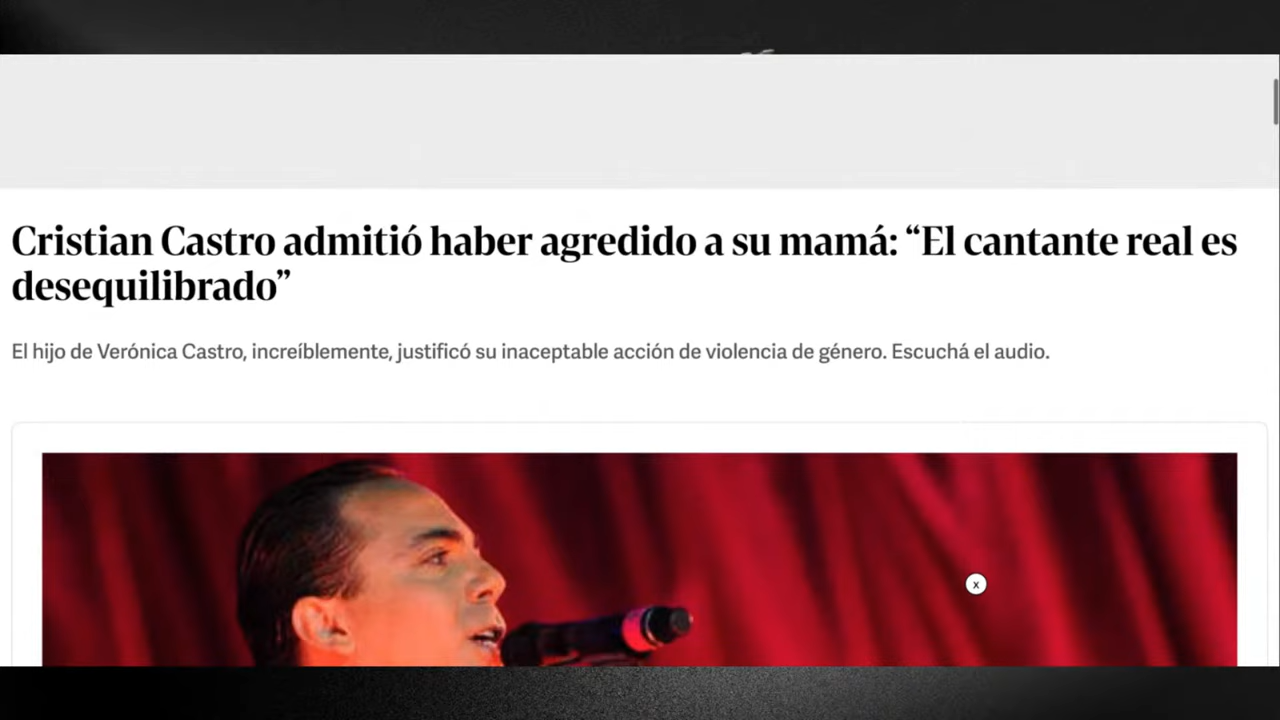 Cristian Castro admitió haber agredido a su mamá: “El cantante real es
desequilibrado”
El hijo de Verónica Castro, increíblemente, justificó su inaceptable acción de violencia de género. Escuchá el audio.
x